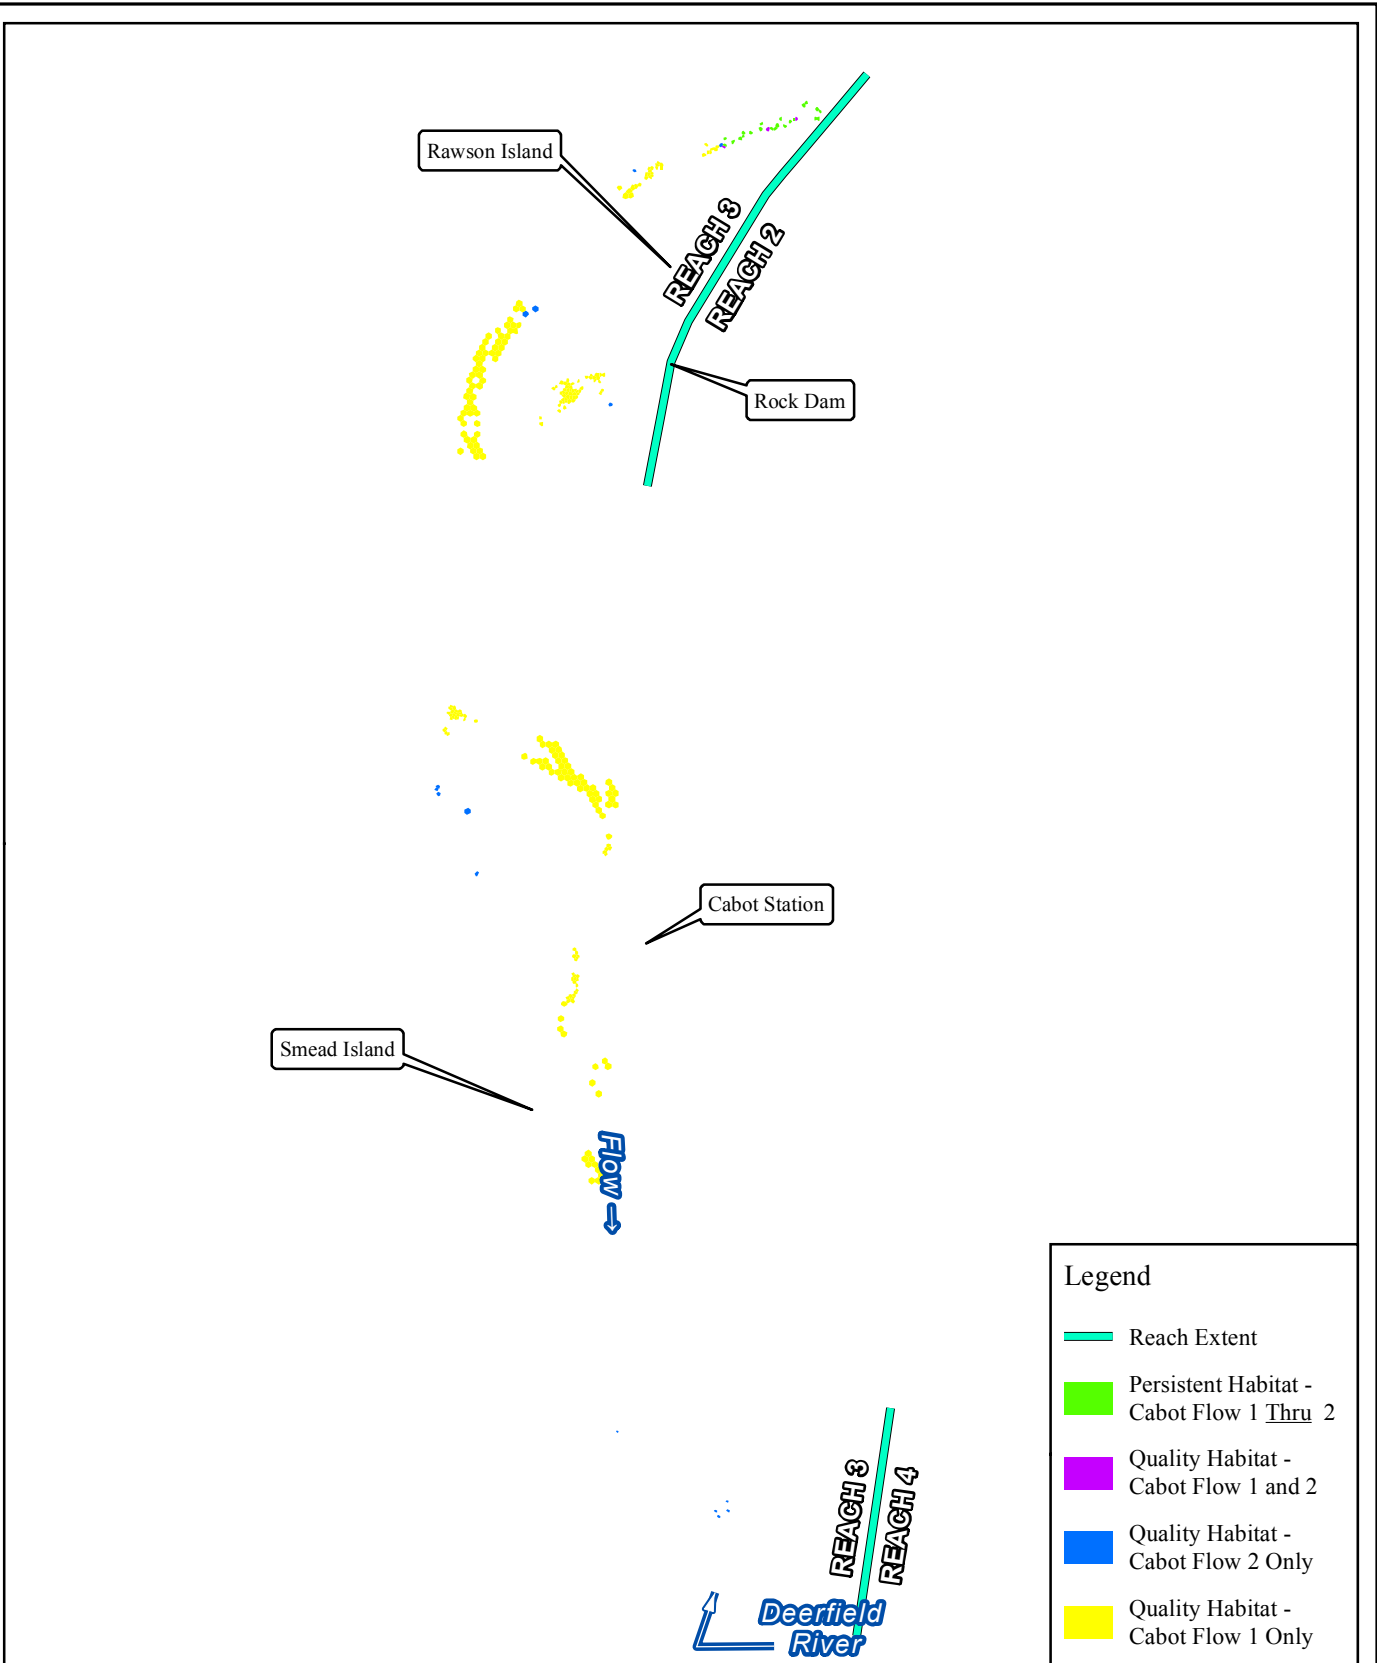 Rawson Island
REACH 3
REACH 2
Rock Dam
Cabot Station
Smead Island
Flow
Legend
Reach Extent
Persistent Habitat -
Cabot Flow 1 Thru 2
Quality Habitat -
Cabot Flow 1 and 2
Quality Habitat -
Cabot Flow 2 Only
Quality Habitat -
Cabot Flow 1 Only
REACH 3
REACH 4
Deerfield
River